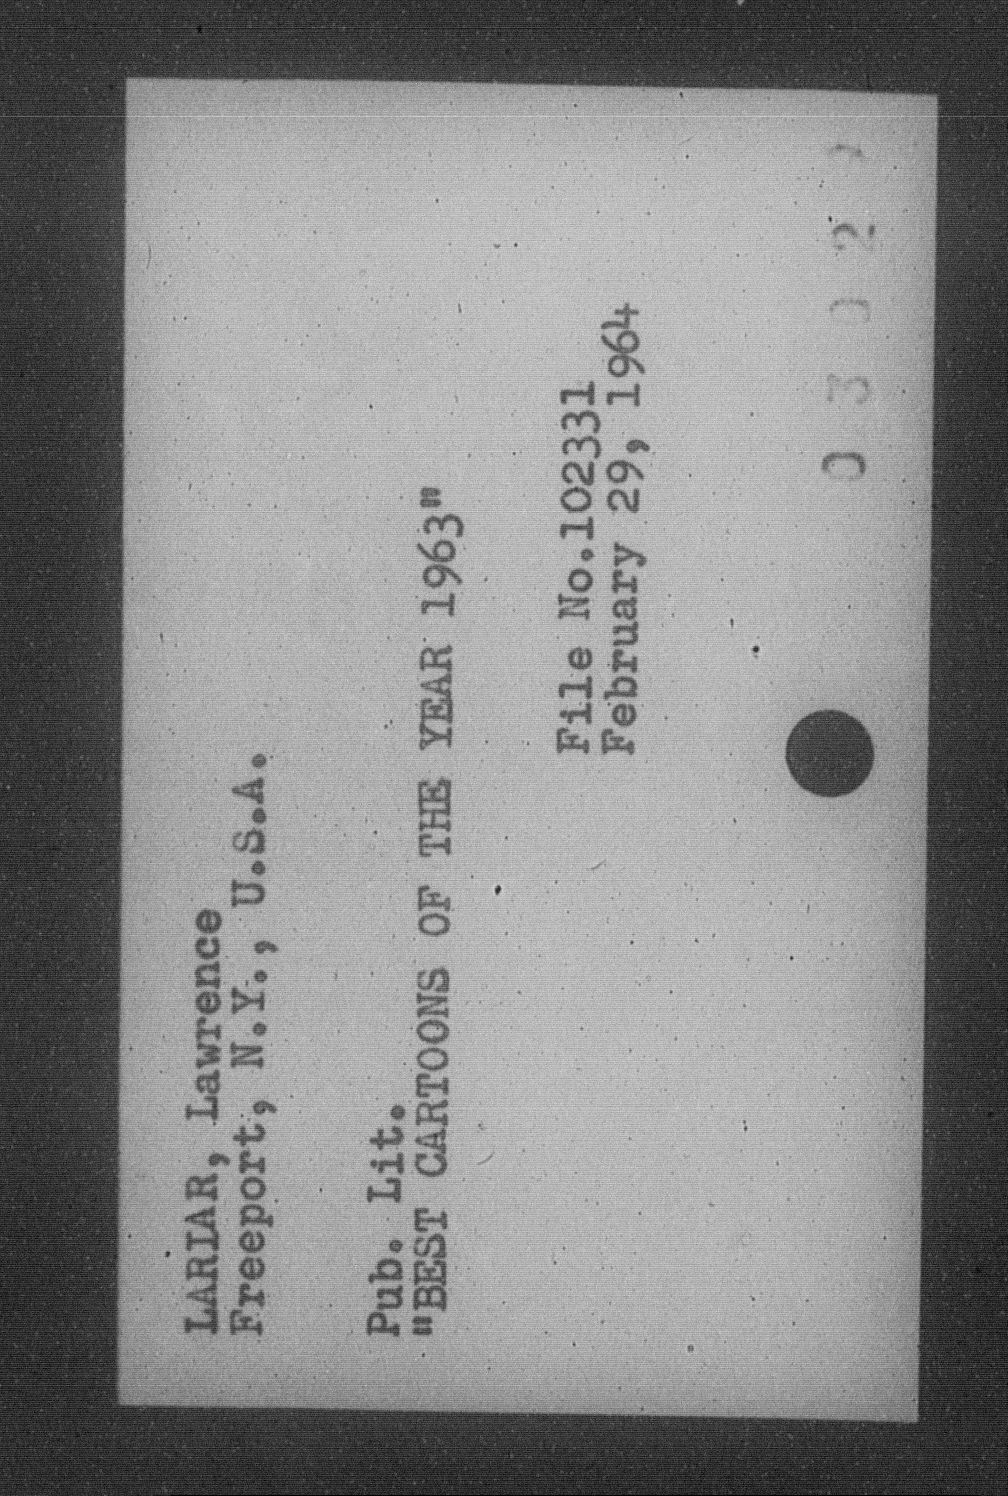 LARIAR, Lawrence
Freeport, N.Y., U.S.A.
Pub. Lit.
"BEST CARTOONS OF THE YEAR 1963"
File No.102331
February 29, 1964